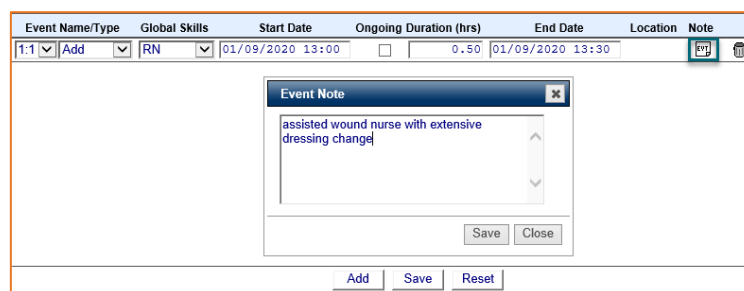 Event Name/Type Global Skills Start Date Ongoing Duration (hrs) End Date Location Note
1:1 Add RN 01/09/2020 13:00 0.50 01/09/2020 13:30 EVT
Event Note
assisted wound nurse with extensive
dressing change
Save Close
Add Save Reset